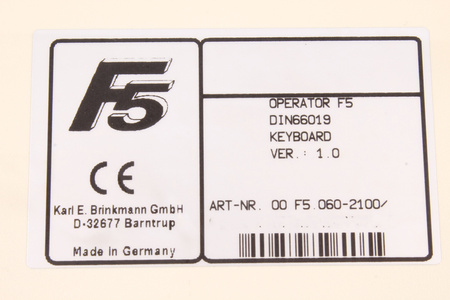 F5
Karl E. Brinkmann GmbH
D-32677 Barntrup
Made in Germany
OPERATOR F5
DIN66019
KEYBOARD
VER.: 1.0
ART-NR. 00 F5.060-2100/